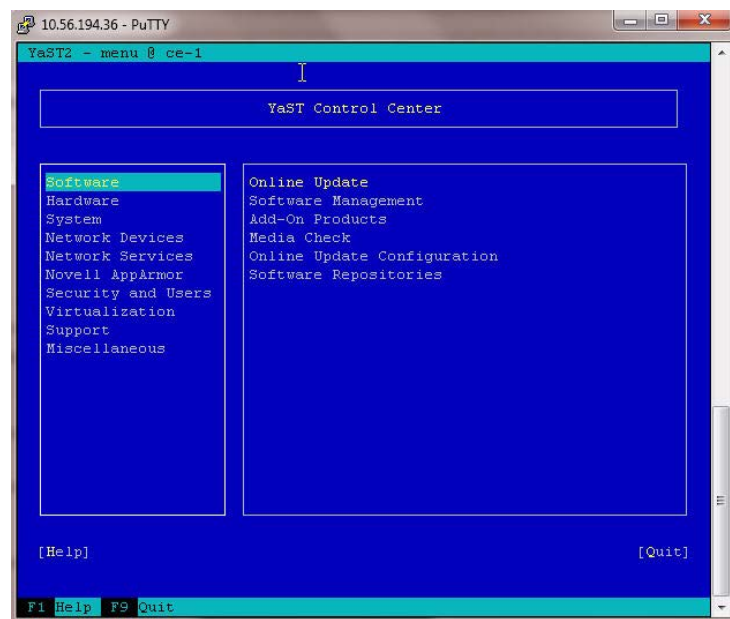 10.56.194.36 - PuTTY
YaST2 - menu @ ce-1
YaST Control Center
Software
Hardware
System
Network Devices
Network Services
Novell AppArmor
Security and Users
Virtualization
Support
Miscellaneous
Online Update
Software Management
Add-On Products
Media Check
Online Update Configuration
Software Repositories
[Help] [Quit]
F1 Help F9 Quit